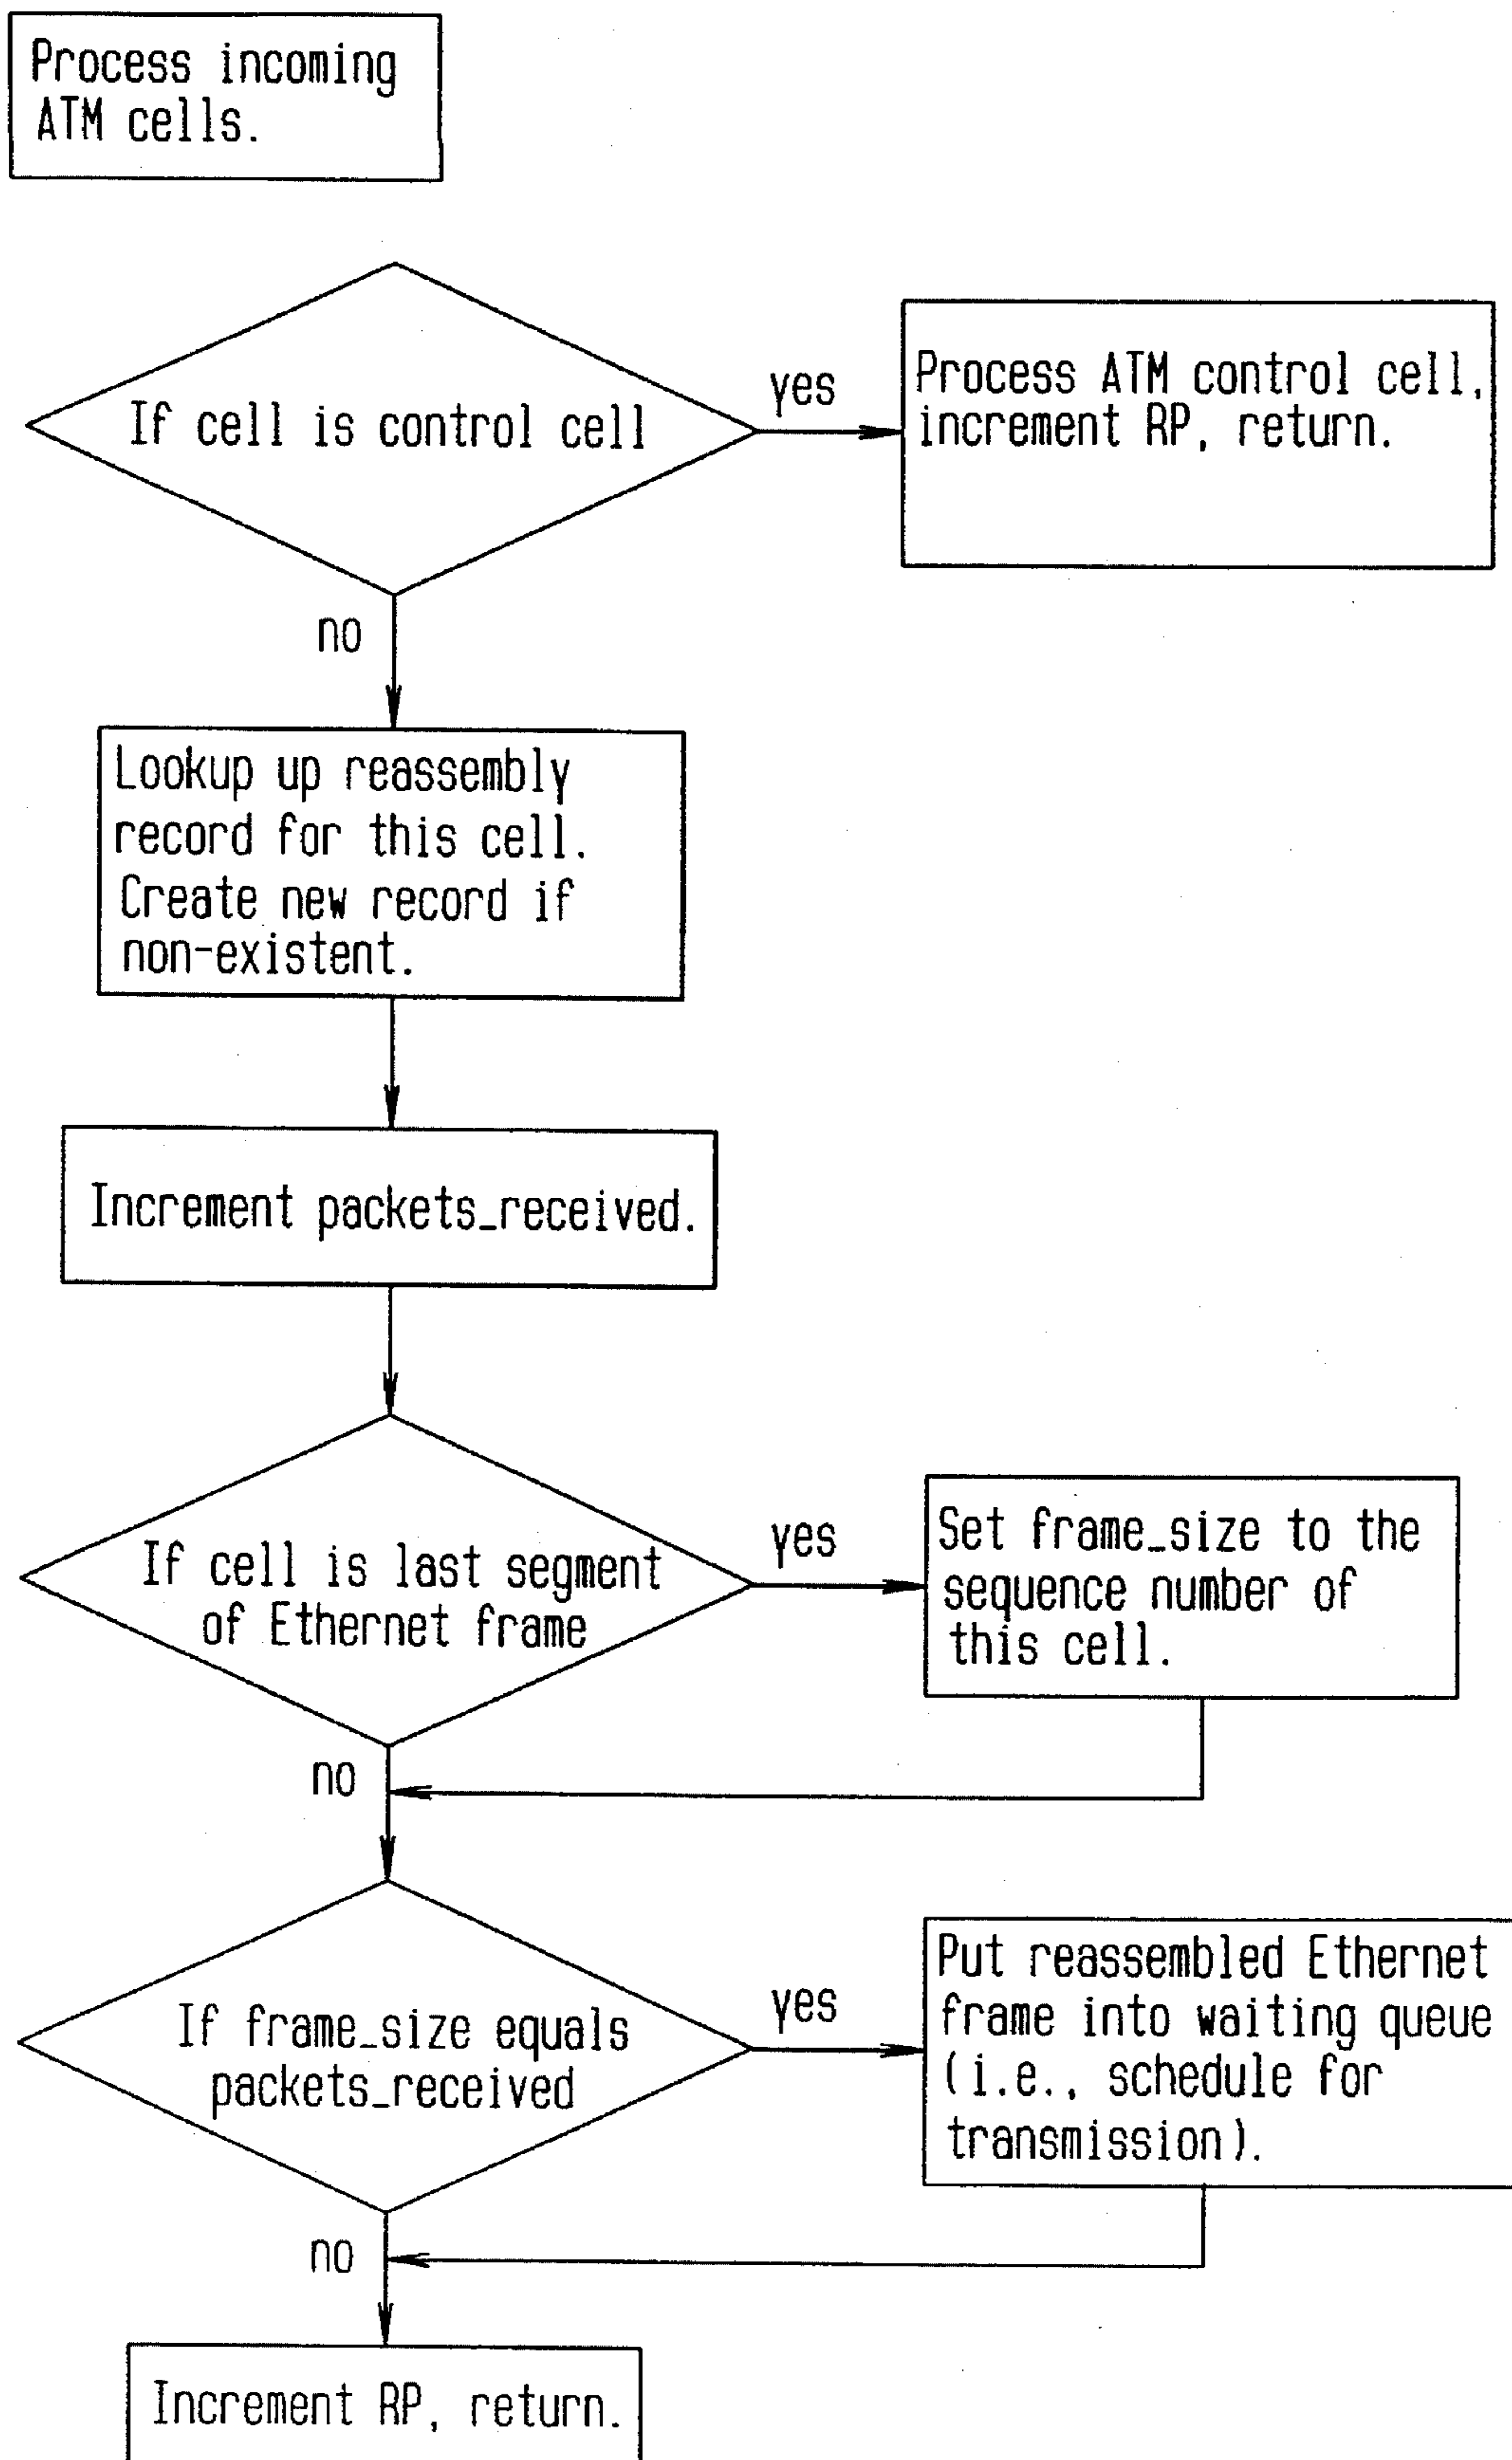 Process incoming
ATM cells.
If cell is control cell
yes
Process ATM control cell,
increment RP, return.
no
Lookup up reassembly
record for this cell.
Create new record if
non-existent.
Increment packets_received.
If cell is last segment
of Ethernet frame
yes
Set frame_size to the
sequence number of
this cell.
no
If frame_size equals
packets_received
yes
Put reassembled Ethernet
frame into waiting queue
(i.e., schedule for
transmission).
no
Increment RP, return.